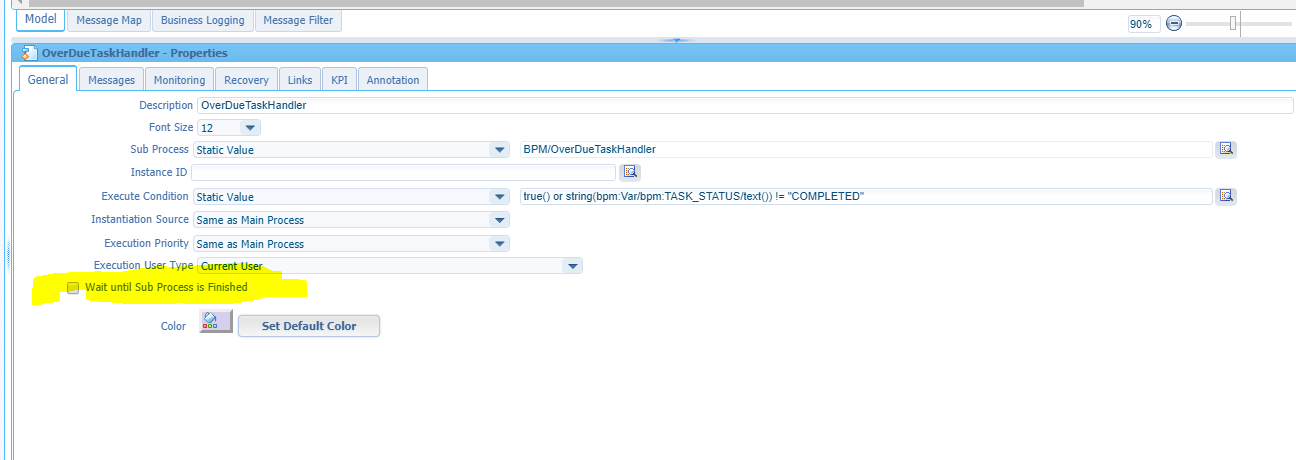 Model Message Map Business Logging Message Filter
90%
OverDueTaskHandler - Properties
General Messages Monitoring Recovery Links KPI Annotation
Description OverDueTaskHandler
Font Size 12
Sub Process Static Value BPM/OverDueTaskHandler
Instance ID
Execute Condition Static Value true() or string(bpm:Var/bpm:TASK_STATUS/text()) != "COMPLETED"
Instantiation Source Same as Main Process
Execution Priority Same as Main Process
Execution User Type Current User
Wait until Sub Process is Finished
Color Set Default Color